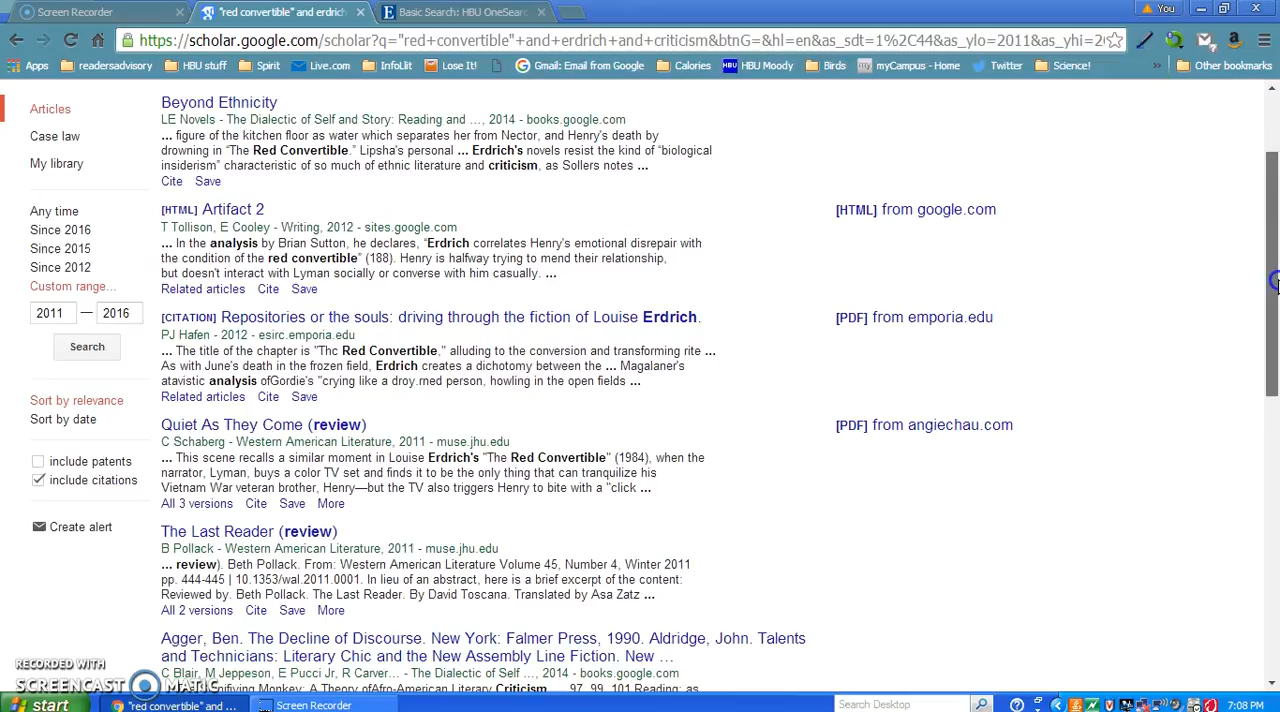 Screen Recorder
"red convertible" and erdrich
Basic Search: HBU OneSear
You
https://scholar.google.com/scholar?q="red+convertible"+and+erdrich+and+criticism&btnG=&hl=en&as_sdt=1%2C44&as_ylo=2011&as_yhi=20
Apps readersadvisory HBU stuff Spirit Live.com InfoLit Lose It! Gmail: Email from Google Calories HBU HBU Moody Birds myCampus - Home Twitter Science! » Other bookmarks
Articles
Case law
My library
Any time
Since 2016
Since 2015
Since 2012
Custom range...
2011 — 2016
Search
Sort by relevance
Sort by date
include patents
include citations
Create alert
Beyond Ethnicity
LE Novels - The Dialectic of Self and Story: Reading and ..., 2014 - books.google.com
... figure of the kitchen floor as water which separates her from Nector, and Henry's death by
drowning in “The Red Convertible.” Lipsha's personal ... Erdrich's novels resist the kind of “biological
insiderism” characteristic of so much of ethnic literature and criticism, as Sollers notes ...
Cite Save
[HTML] Artifact 2
[HTML] from google.com
T Tollison, E Cooley - Writing, 2012 - sites.google.com
... In the analysis by Brian Sutton, he declares, “Erdrich correlates Henry's emotional disrepair with
the condition of the red convertible” (188). Henry is halfway trying to mend their relationship,
but doesn't interact with Lyman socially or converse with him casually. ...
Related articles Cite Save
[CITATION] Repositories or the souls: driving through the fiction of Louise Erdrich.
[PDF] from emporia.edu
PJ Hafen - 2012 - esirc.emporia.edu
... The title of the chapter is "Thc Red Convertible," alluding to the conversion and transforming rite ...
As with June's death in the frozen field, Erdrich creates a dichotomy between the ... Magalaner's
atavistic analysis ofGordie's "crying like a droy.rned person, howling in the open fields ...
Related articles Cite Save
Quiet As They Come (review)
[PDF] from angiechau.com
C Schaberg - Western American Literature, 2011 - muse.jhu.edu
... This scene recalls a similar moment in Louise Erdrich's "The Red Convertible" (1984), when the
narrator, Lyman, buys a color TV set and finds it to be the only thing that can tranquilize his
Vietnam War veteran brother, Henry—but the TV also triggers Henry to bite with a "click ...
All 3 versions Cite Save More
The Last Reader (review)
B Pollack - Western American Literature, 2011 - muse.jhu.edu
... review). Beth Pollack. From: Western American Literature Volume 45, Number 4, Winter 2011
pp. 444-445 | 10.1353/wal.2011.0001. In lieu of an abstract, here is a brief excerpt of the content:
Reviewed by. Beth Pollack. The Last Reader. By David Toscana. Translated by Asa Zatz ...
All 2 versions Cite Save More
Agger, Ben. The Decline of Discourse. New York: Falmer Press, 1990. Aldridge, John. Talents
and Technicians: Literary Chic and the New Assembly Line Fiction. New ...
C Blair, M Jeppeson, E Pucci Jr, R Carver... - The Dialectic of Self ..., 2014 - books.google.com
Monkey: A Theory ofAfro-American Literary Criticism. 97, 99, 101 Reading: as
RECORDED WITH
SCREENCAST MATIC
start
"red convertible" and ...
Screen Recorder
Search Desktop
7:08 PM